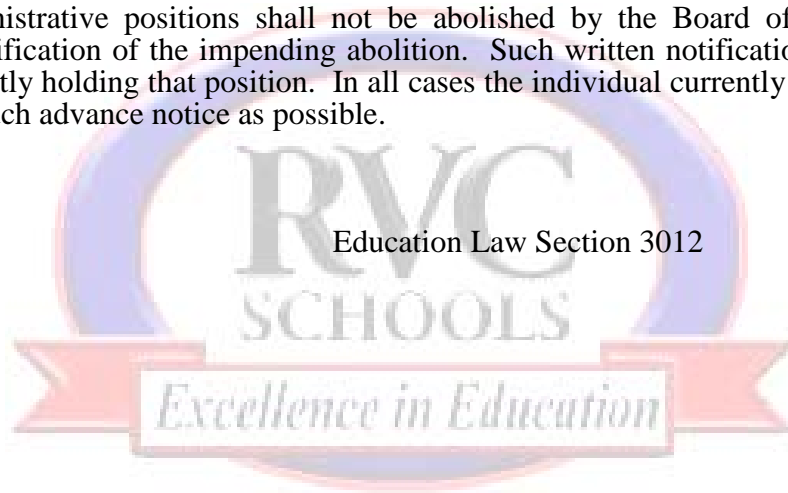 nistrative positions shall not be abolished by the Board of
ification of the impending abolition. Such written notificatio
tly holding that position. In all cases the individual currently
ch advance notice as possible.
RVC
Education Law Section 3012
SCHOOLS
Excellence in Education